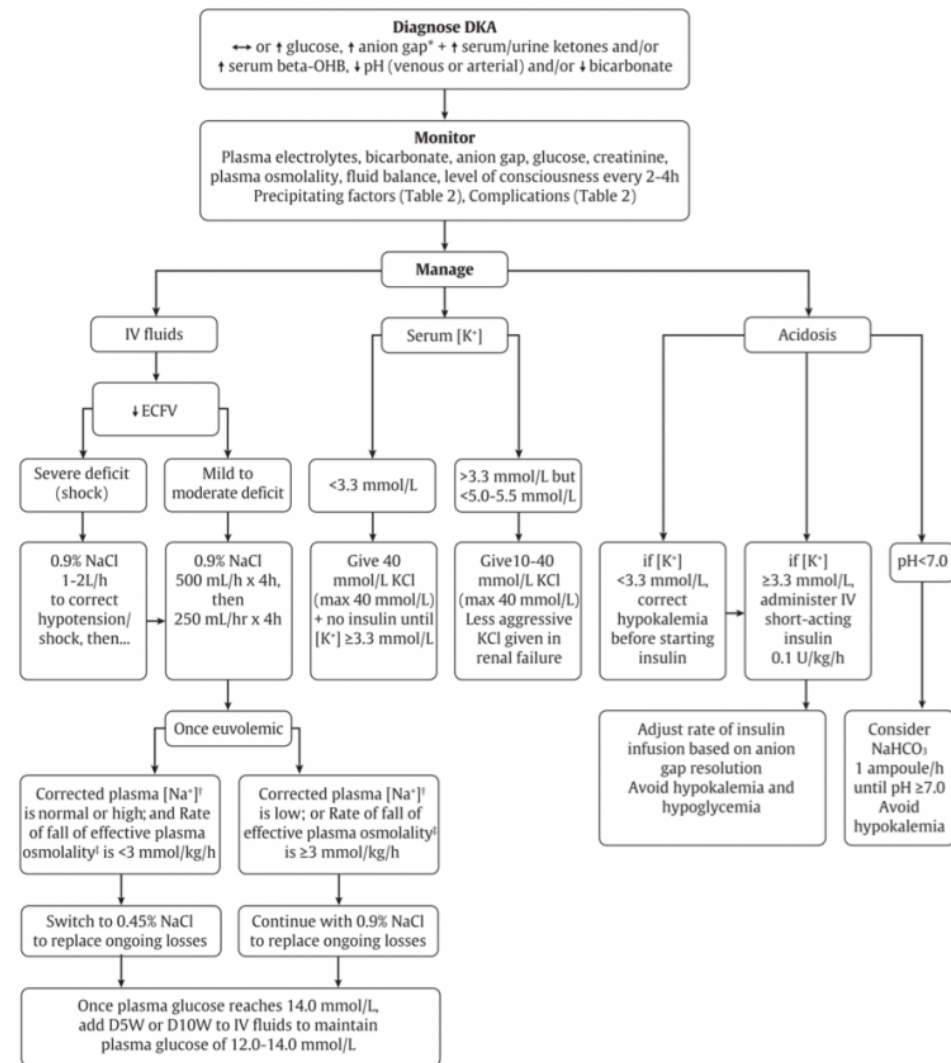 Diagnose DKA
↔ or ↑ glucose, ↑ anion gap* + ↑ serum/urine ketones and/or
↑ serum beta-OHB, ↓ pH (venous or arterial) and/or ↓ bicarbonate
Monitor
Plasma electrolytes, bicarbonate, anion gap, glucose, creatinine,
plasma osmolality, fluid balance, level of consciousness every 2-4h
Precipitating factors (Table 2), Complications (Table 2)
Manage
IV fluids
↓ ECFV
Severe deficit
(shock)
Mild to
moderate deficit
0.9% NaCl
1-2L/h
to correct
hypotension/
shock, then...
0.9% NaCl
500 mL/h x 4h,
then
250 mL/hr x 4h
Once euvolemic
Corrected plasma [Na⁺]†
is normal or high; and Rate
of fall of effective plasma
osmolality‡ is <3 mmol/kg/h
Corrected plasma [Na⁺]†
is low; or Rate of fall of
effective plasma osmolality‡
is ≥3 mmol/kg/h
Switch to 0.45% NaCl
to replace ongoing losses
Continue with 0.9% NaCl
to replace ongoing losses
Once plasma glucose reaches 14.0 mmol/L,
add D5W or D10W to IV fluids to maintain
plasma glucose of 12.0-14.0 mmol/L
Serum [K⁺]
<3.3 mmol/L
>3.3 mmol/L but
<5.0-5.5 mmol/L
Give 40
mmol/L KCl
(max 40 mmol/L)
+ no insulin until
[K⁺] ≥3.3 mmol/L
Give10-40
mmol/L KCl
(max 40 mmol/L)
Less aggressive
KCl given in
renal failure
Acidosis
if [K⁺]
<3.3 mmol/L,
correct
hypokalemia
before starting
insulin
if [K⁺]
≥3.3 mmol/L,
administer IV
short-acting
insulin
0.1 U/kg/h
pH<7.0
Adjust rate of insulin
infusion based on anion
gap resolution
Avoid hypokalemia and
hypoglycemia
Consider
NaHCO₃
1 ampoule/h
until pH ≥7.0
Avoid
hypokalemia